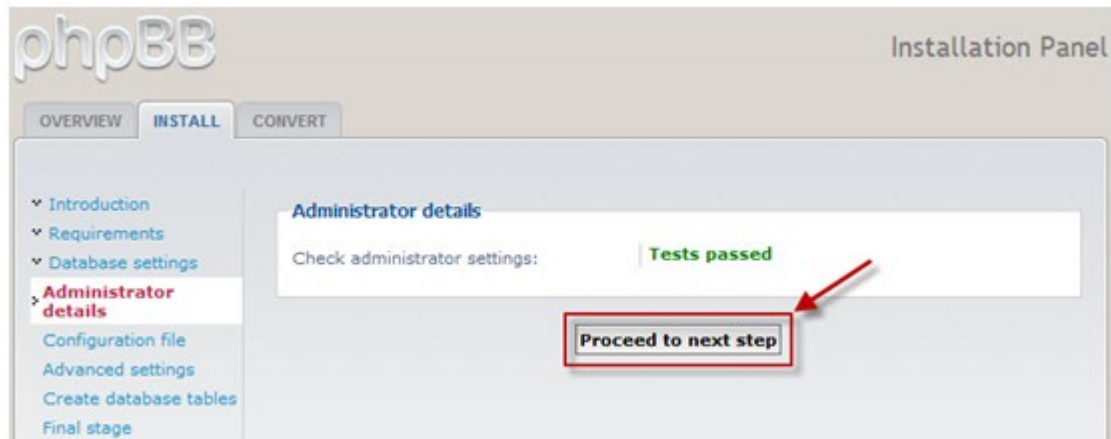 phpBB
Installation Panel
OVERVIEW INSTALL CONVERT
Introduction
Requirements
Database settings
Administrator
details
Configuration file
Advanced settings
Create database tables
Final stage
Administrator details
Check administrator settings: Tests passed
Proceed to next step